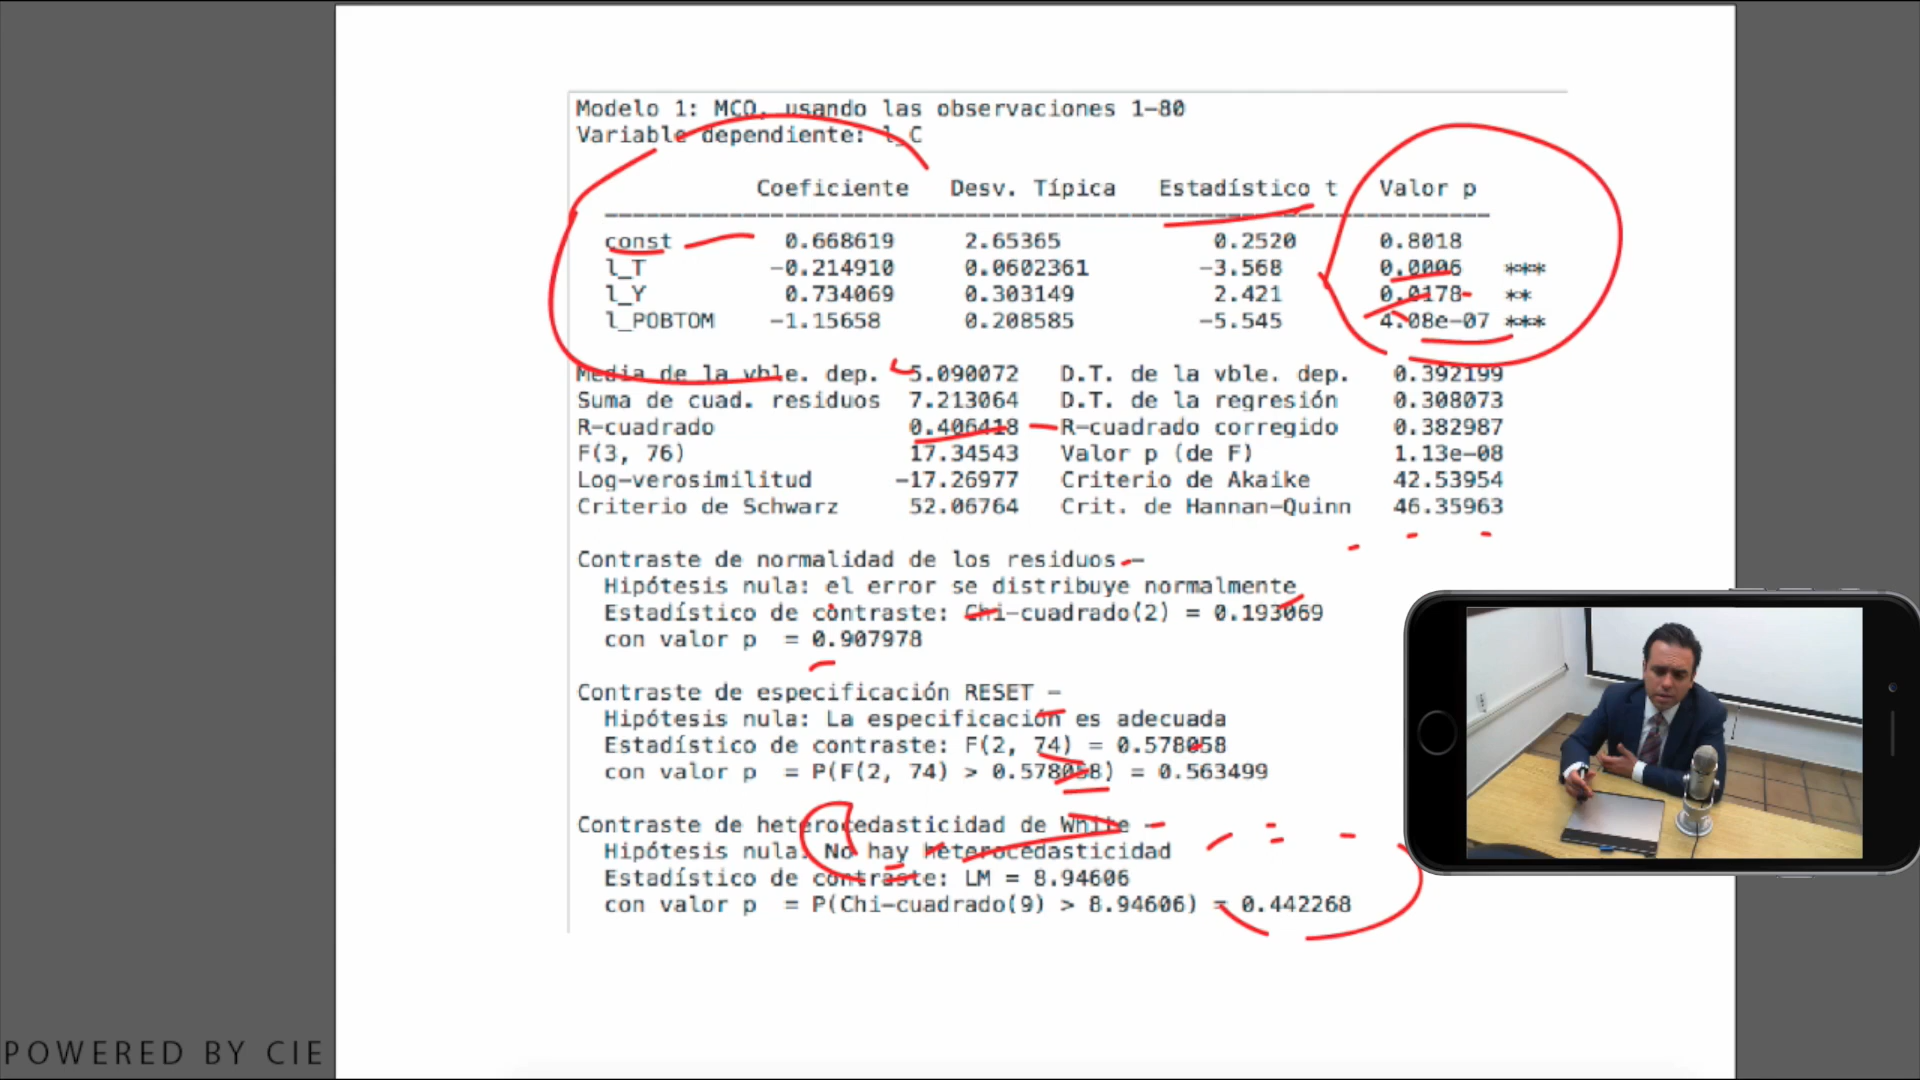 Modelo 1: MCO, usando las observaciones 1-80
Variable dependiente: l_C
Coeficiente Desv. Típica Estadístico t Valor p
const 0.668619 2.65365 0.2520 0.8018
l_T -0.214910 0.0602361 -3.568 0.0006 ***
l_Y 0.734069 0.303149 2.421 0.0178 **
l_POBTOM -1.15658 0.208585 -5.545 4.08e-07 ***
Media de la vble. dep. 5.090072 D.T. de la vble. dep. 0.392199
Suma de cuad. residuos 7.213064 D.T. de la regresión 0.308073
R-cuadrado 0.406418 R-cuadrado corregido 0.382987
F(3, 76) 17.34543 Valor p (de F) 1.13e-08
Log-verosimilitud -17.26977 Criterio de Akaike 42.53954
Criterio de Schwarz 52.06764 Crit. de Hannan-Quinn 46.35963
Contraste de normalidad de los residuos -
Hipótesis nula: el error se distribuye normalmente
Estadístico de contraste: Chi-cuadrado(2) = 0.193069
con valor p = 0.907978
Contraste de especificación RESET -
Hipótesis nula: La especificación es adecuada
Estadístico de contraste: F(2, 74) = 0.578058
con valor p = P(F(2, 74) > 0.578058) = 0.563499
Contraste de heterocedasticidad de White -
Hipótesis nula: No hay heterocedasticidad
Estadístico de contraste: LM = 8.94606
con valor p = P(Chi-cuadrado(9) > 8.94606) = 0.442268
POWERED BY CIE